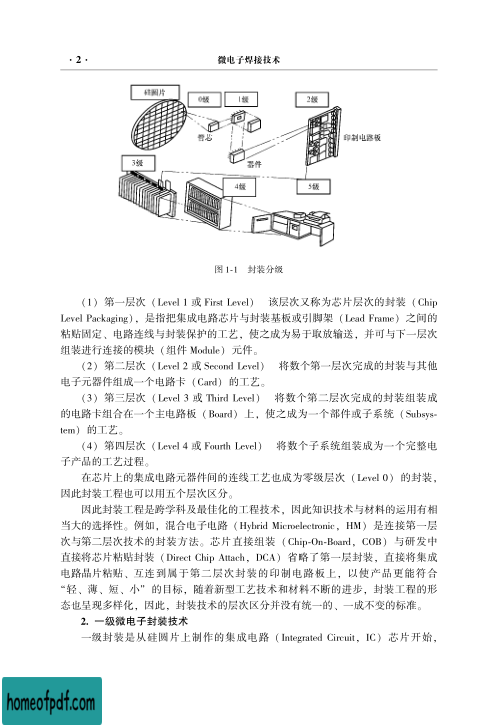 · 2 ·
微电子焊接技术
硅圆片
0级
1级
2级
管芯
印制电路板
器件
3级
4级
5级
图 1-1 封装分级
(1) 第一层次 (Level 1 或 First Level) 该层次又称为芯片层次的封装 (Chip
Level Packaging), 是指把集成电路芯片与封装基板或引脚架 (Lead Frame) 之间的
粘贴固定、电路连线与封装保护的工艺, 使之成为易于取放输送, 并可与下一层次
组装进行连接的模块 (组件 Module) 元件。
(2) 第二层次 (Level 2 或 Second Level) 将数个第一层次完成的封装与其他
电子元器件组成一个电路卡 (Card) 的工艺。
(3) 第三层次 (Level 3 或 Third Level) 将数个第二层次完成的封装组装成
的电路卡组合在一个主电路板 (Board) 上, 使之成为一个部件或子系统 (Subsys-
tem) 的工艺。
(4) 第四层次 (Level 4 或 Fourth Level) 将数个子系统组装成为一个完整电
子产品的工艺过程。
在芯片上的集成电路元器件间的连线工艺也成为零级层次 (Level 0) 的封装,
因此封装工程也可以用五个层次区分。
因此封装工程是跨学科及最佳化的工程技术, 因此知识技术与材料的运用有相
当大的选择性。例如, 混合电子电路 (Hybrid Microelectronic, HM) 是连接第一层
次与第二层次技术的封装方法。芯片直接组装 (Chip-On-Board, COB) 与研发中
直接将芯片粘贴封装 (Direct Chip Attach, DCA) 省略了第一层封装, 直接将集成
电路晶片粘贴、互连到属于第二层次封装的印制电路板上, 以使产品更能符合
“轻、薄、短、小” 的目标, 随着新型工艺技术和材料不断的进步, 封装工程的形
态也呈现多样化, 因此, 封装技术的层次区分并没有统一的、一成不变的标准。
2. 一级微电子封装技术
一级封装是从硅圆片上制作的集成电路 (Integrated Circuit, IC) 芯片开始,
homeofpdf.com